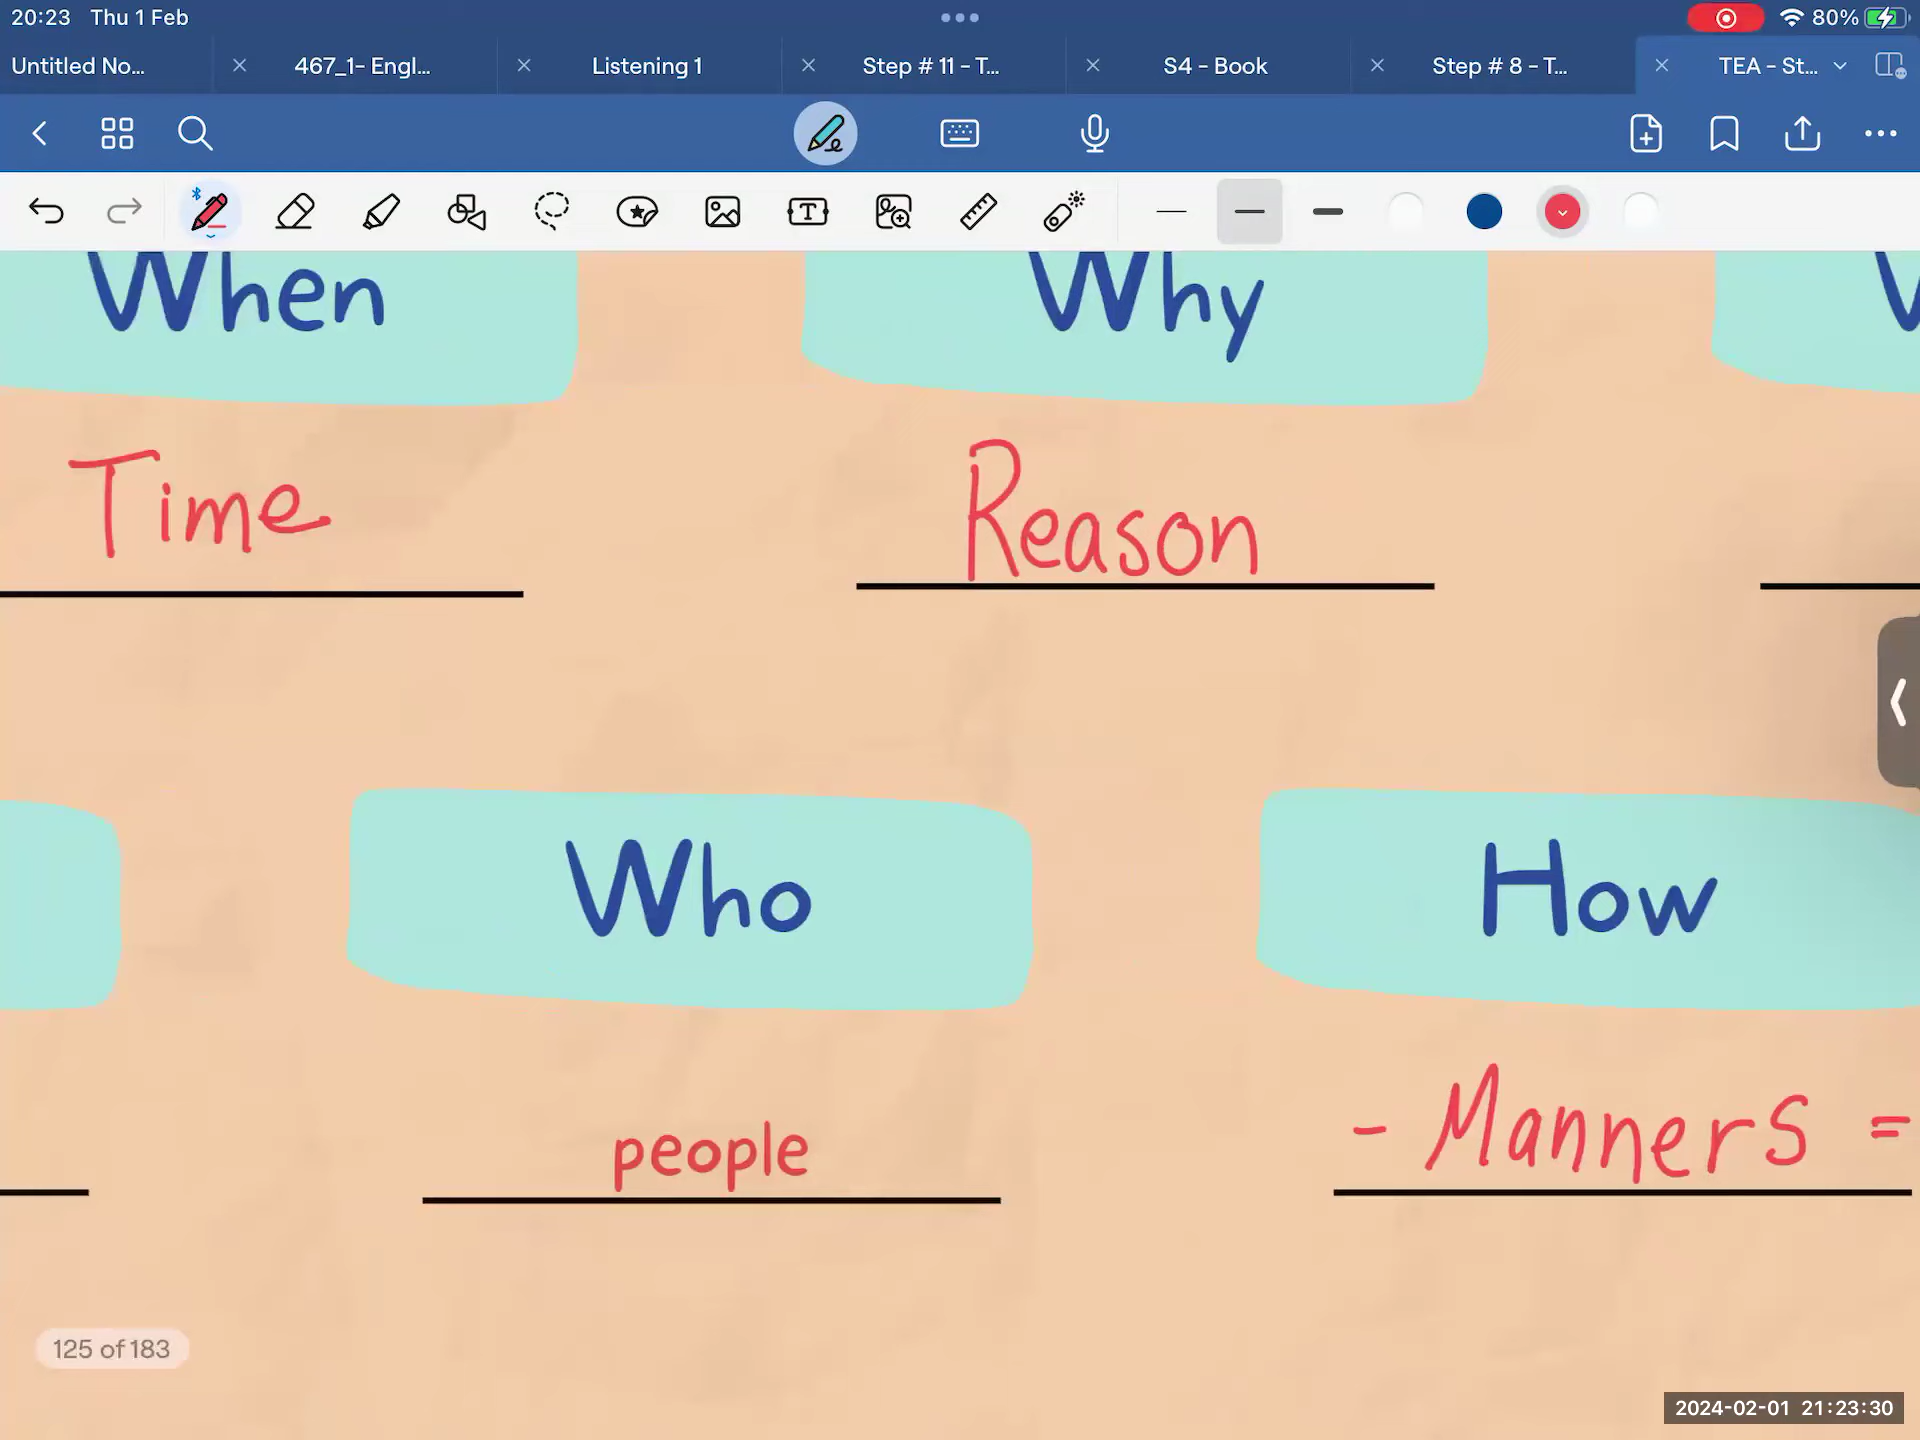 20:23 Thu 1 Feb 80%
Untitled No... 467_1- Engl... Listening 1 Step # 11 - T... S4 - Book Step # 8 - T... TEA - St...
When Why
Time Reason
Who How
people - Manners =
125 of 183
2024-02-01 21:23:30